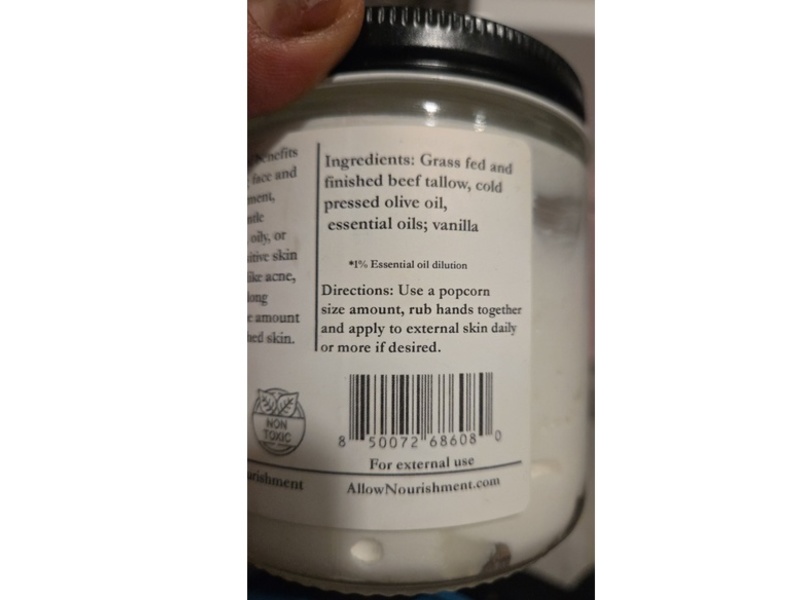 benefits
face and
ment,
oily, or
sitive skin
like acne,
long
amount
hed skin.
Ingredients: Grass fed and
finished beef tallow, cold
pressed olive oil,
essential oils; vanilla
*1% Essential oil dilution
Directions: Use a popcorn
size amount, rub hands together
and apply to external skin daily
or more if desired.
NON
TOXIC
8 50072 68608 0
For external use
urishment
AllowNourishment.com